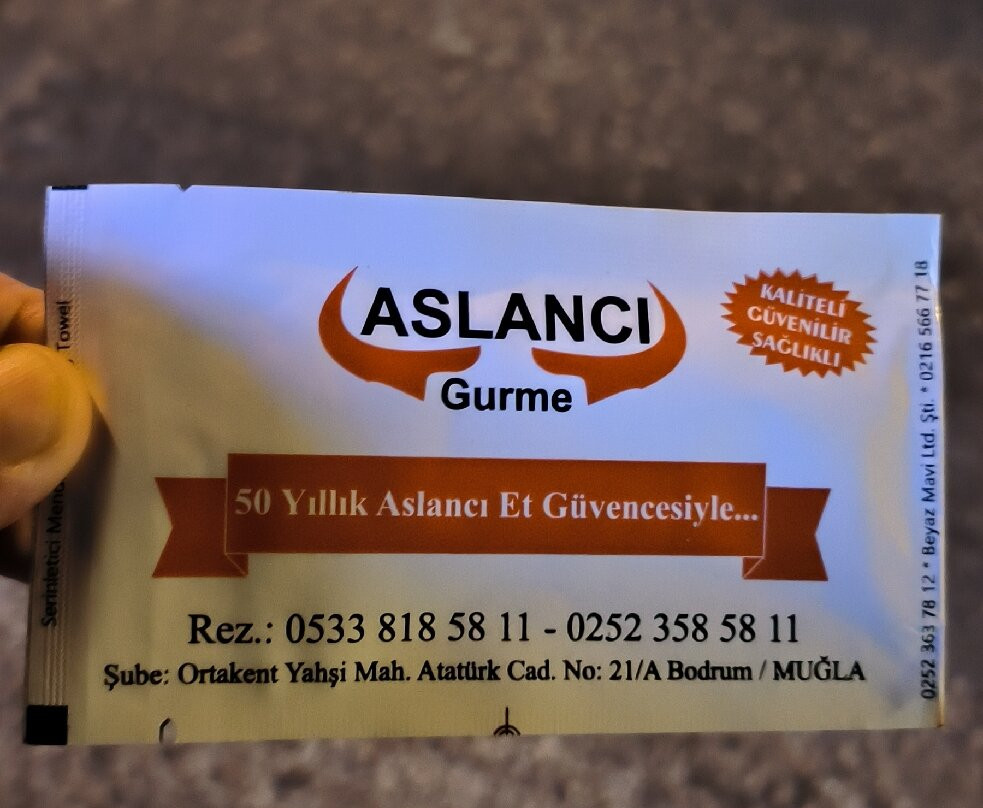 ASLANCI
Gurme
KALİTELİ
GÜVENİLİR
SAĞLIKLI
50 Yıllık Aslancı Et Güvencesiyle...
Rez.: 0533 818 58 11 - 0252 358 58 11
Şube: Ortakent Yahşi Mah. Atatürk Cad. No: 21/A Bodrum / MUĞLA
Serinletici Mendil Towel
0252 363 78 12 * Beyaz Mavi Ltd. Şti. * 0216 566 77 18